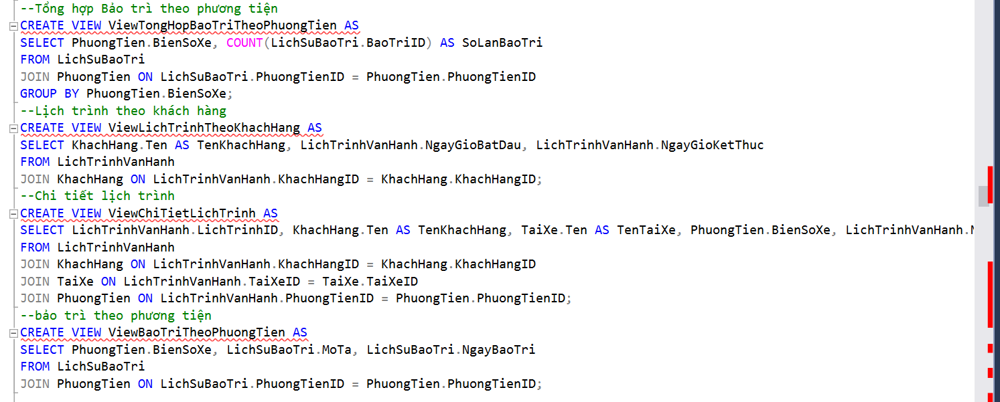 --Tổng hợp Bảo trì theo phương tiện
CREATE VIEW ViewTongHopBaoTriTheoPhuongTien AS
SELECT PhuongTien.BienSoXe, COUNT(LichSuBaoTri.BaoTriID) AS SoLanBaoTri
FROM LichSuBaoTri
JOIN PhuongTien ON LichSuBaoTri.PhuongTienID = PhuongTien.PhuongTienID
GROUP BY PhuongTien.BienSoXe;
--Lịch trình theo khách hàng
CREATE VIEW ViewLichTrinhTheoKhachHang AS
SELECT KhachHang.Ten AS TenKhachHang, LichTrinhVanHanh.NgayGioBatDau, LichTrinhVanHanh.NgayGioKetThuc
FROM LichTrinhVanHanh
JOIN KhachHang ON LichTrinhVanHanh.KhachHangID = KhachHang.KhachHangID;
--Chi tiết lịch trình
CREATE VIEW ViewChiTietLichTrinh AS
SELECT LichTrinhVanHanh.LichTrinhID, KhachHang.Ten AS TenKhachHang, TaiXe.Ten AS TenTaiXe, PhuongTien.BienSoXe, LichTrinhVanHanh.
FROM LichTrinhVanHanh
JOIN KhachHang ON LichTrinhVanHanh.KhachHangID = KhachHang.KhachHangID
JOIN TaiXe ON LichTrinhVanHanh.TaiXeID = TaiXe.TaiXeID
JOIN PhuongTien ON LichTrinhVanHanh.PhuongTienID = PhuongTien.PhuongTienID;
--bảo trì theo phương tiện
CREATE VIEW ViewBaoTriTheoPhuongTien AS
SELECT PhuongTien.BienSoXe, LichSuBaoTri.MoTa, LichSuBaoTri.NgayBaoTri
FROM LichSuBaoTri
JOIN PhuongTien ON LichSuBaoTri.PhuongTienID = PhuongTien.PhuongTienID;